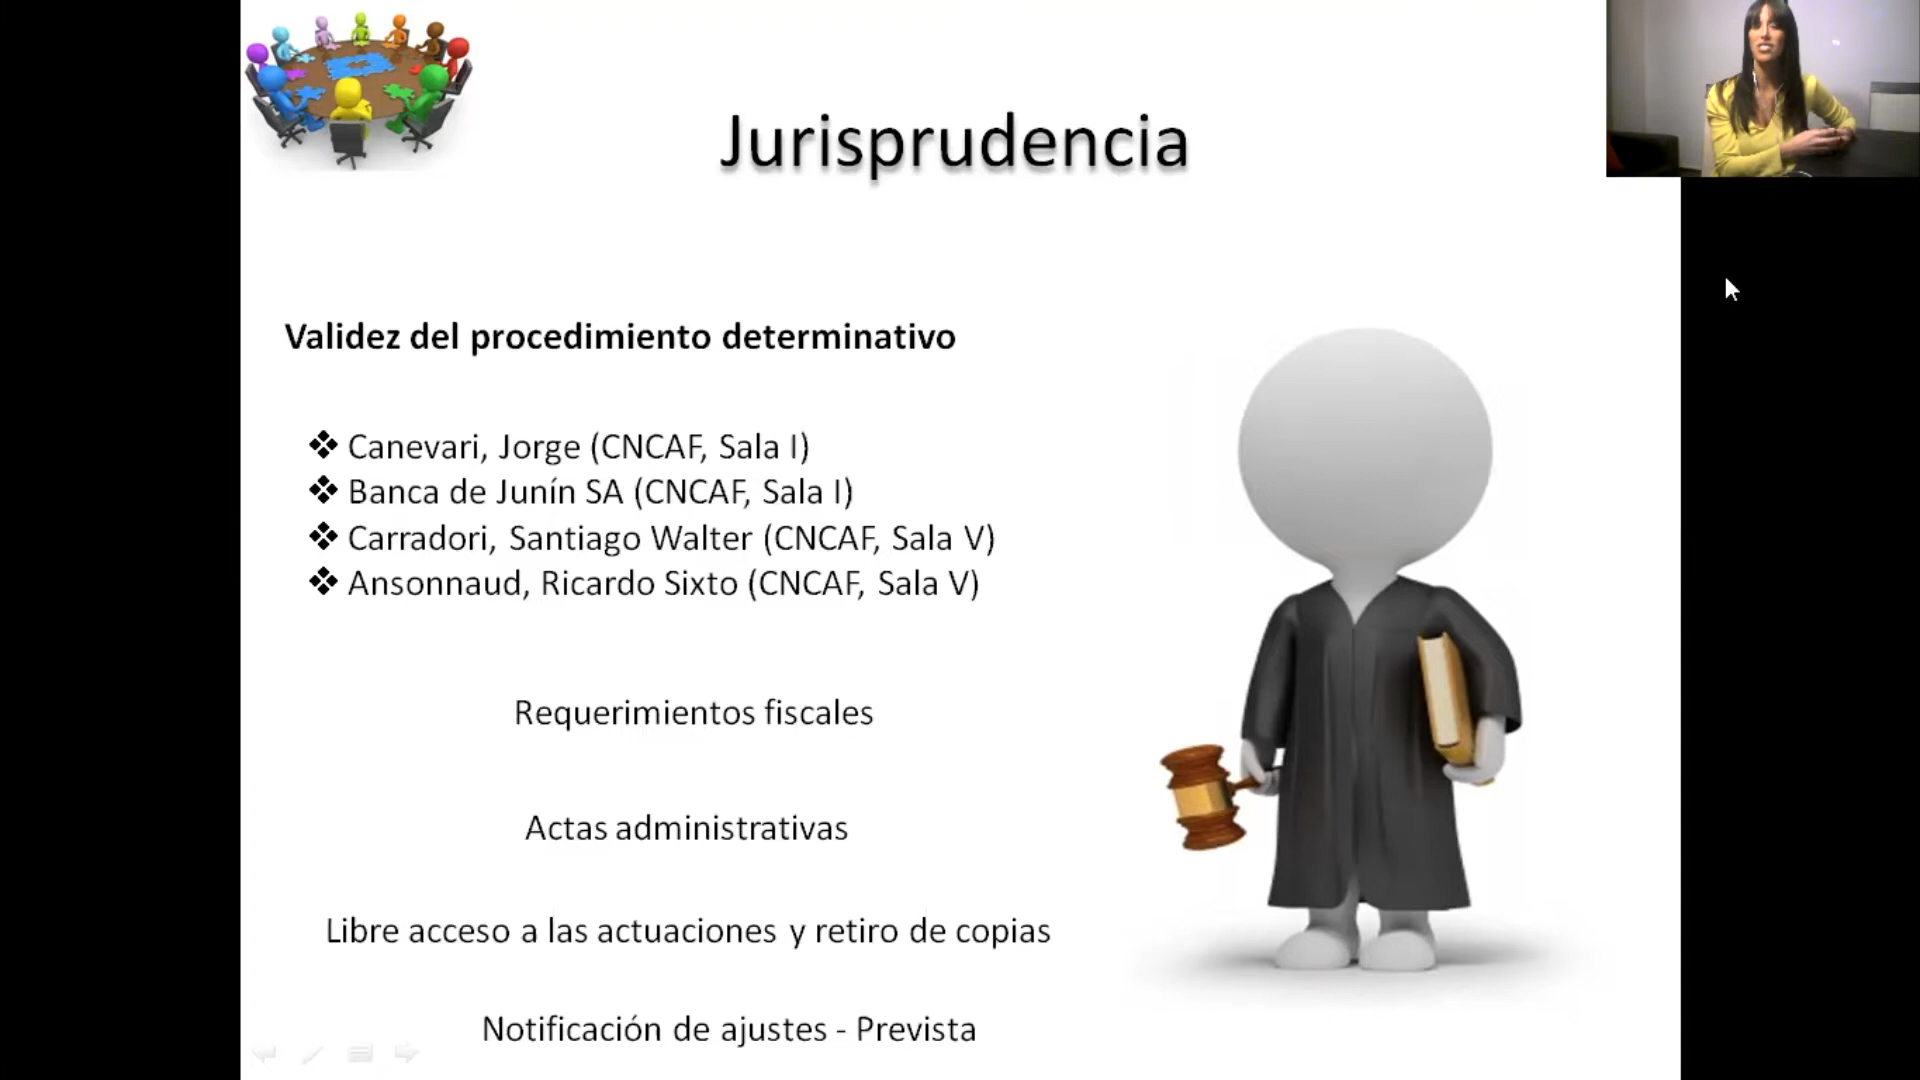 Jurisprudencia
Validez del procedimiento determinativo
❖ Canevari, Jorge (CNCAF, Sala I)
❖ Banca de Junín SA (CNCAF, Sala I)
❖ Carradori, Santiago Walter (CNCAF, Sala V)
❖ Ansonnaud, Ricardo Sixto (CNCAF, Sala V)
Requerimientos fiscales
Actas administrativas
Libre acceso a las actuaciones y retiro de copias
Notificación de ajustes - Prevista